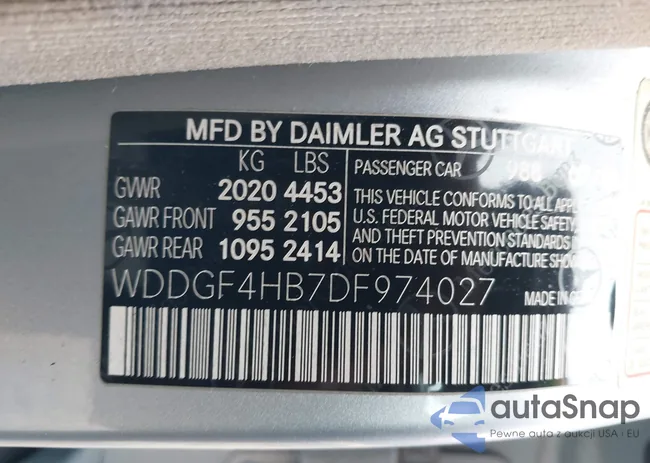 MFD BY DAIMLER AG STUTTGART
KG LBS
GVWR 2020 4453
GAWR FRONT 955 2105
GAWR REAR 1095 2414
PASSENGER CAR 988
THIS VEHICLE CONFORMS TO ALL
U.S. FEDERAL MOTOR VEHICLE SAFETY,
AND THEFT PREVENTION STANDARDS
ON THE DATE OF MANUFACTURE
WDDGF4HB7DF974027
MADE IN
autaSnap
Pewne auta z aukcji USA i EU